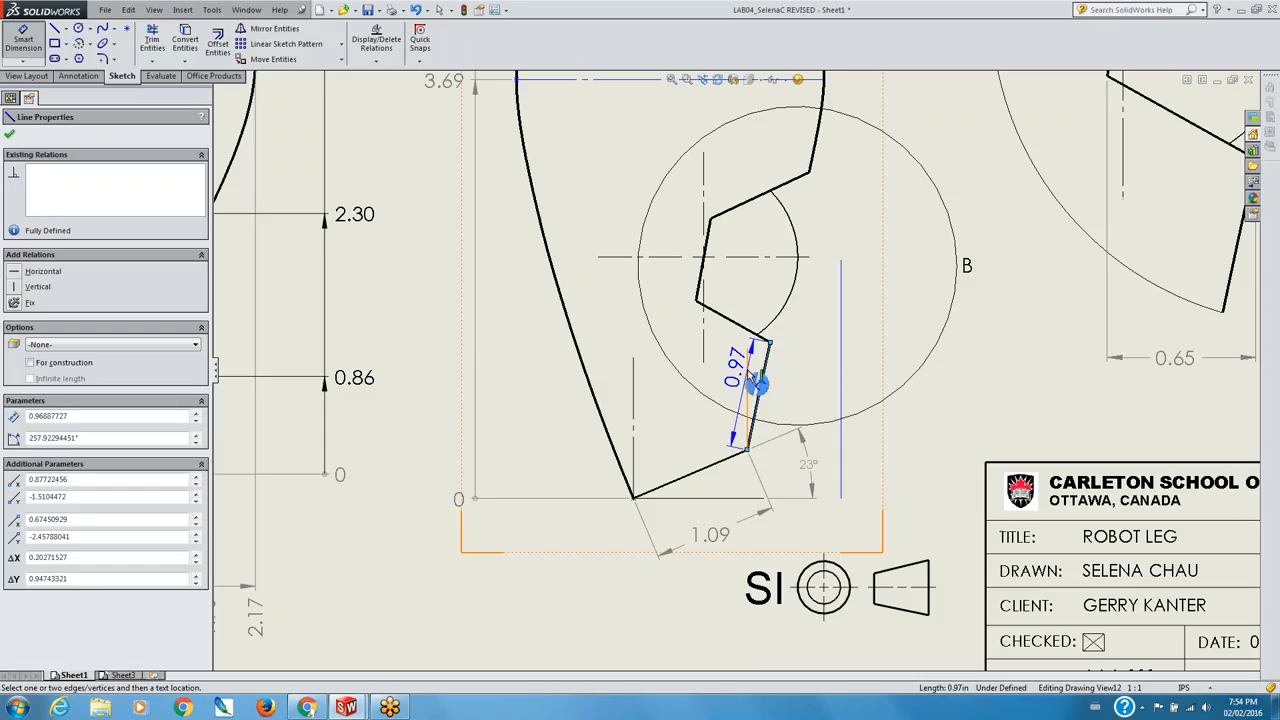 SOLIDWORKS File Edit View Insert Tools Window Help LAB04_SelenaC REVISED - Sheet1 * Search SolidWorks Help
Smart Dimension
Trim Entities
Convert Entities
Offset Entities
Mirror Entities
Linear Sketch Pattern
Move Entities
Display/Delete Relations
Quick Snaps
View Layout Annotation Sketch Evaluate Office Products
Line Properties ?
Existing Relations
Fully Defined
Add Relations
Horizontal
Vertical
Fix
Options
-None-
For construction
Infinite length
Parameters
0.96887727
257.92294451°
Additional Parameters
0.87722456
-1.5104472
0.67450929
-2.45788041
ΔX 0.20271527
ΔY 0.94743321
3.69
2.30
0.86
0
0
2.17
B
0.97
23°
1.09
0.65
SI
CARLETON SCHOOL O
OTTAWA, CANADA
TITLE: ROBOT LEG
DRAWN: SELENA CHAU
CLIENT: GERRY KANTER
CHECKED: DATE: 0
Sheet1 Sheet3
Select one or two edges/vertices and then a text location. Length: 0.97in Under Defined Editing Drawing View12 1 : 1 IPS
7:54 PM
02/02/2016